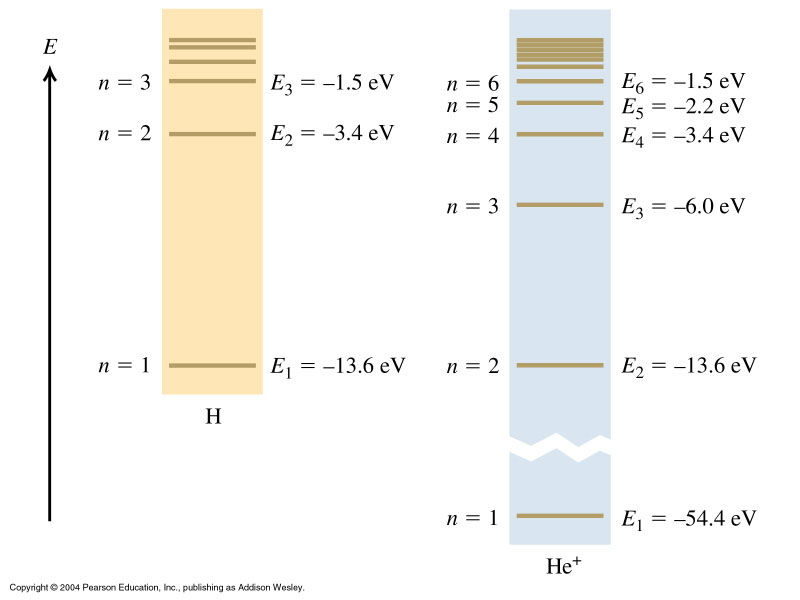 E
n = 3 E₃ = –1.5 eV
n = 2 E₂ = –3.4 eV
n = 1 E₁ = –13.6 eV
H
n = 6 E₆ = –1.5 eV
n = 5 E₅ = –2.2 eV
n = 4 E₄ = –3.4 eV
n = 3 E₃ = –6.0 eV
n = 2 E₂ = –13.6 eV
n = 1 E₁ = –54.4 eV
He⁺
Copyright © 2004 Pearson Education, Inc., publishing as Addison Wesley.